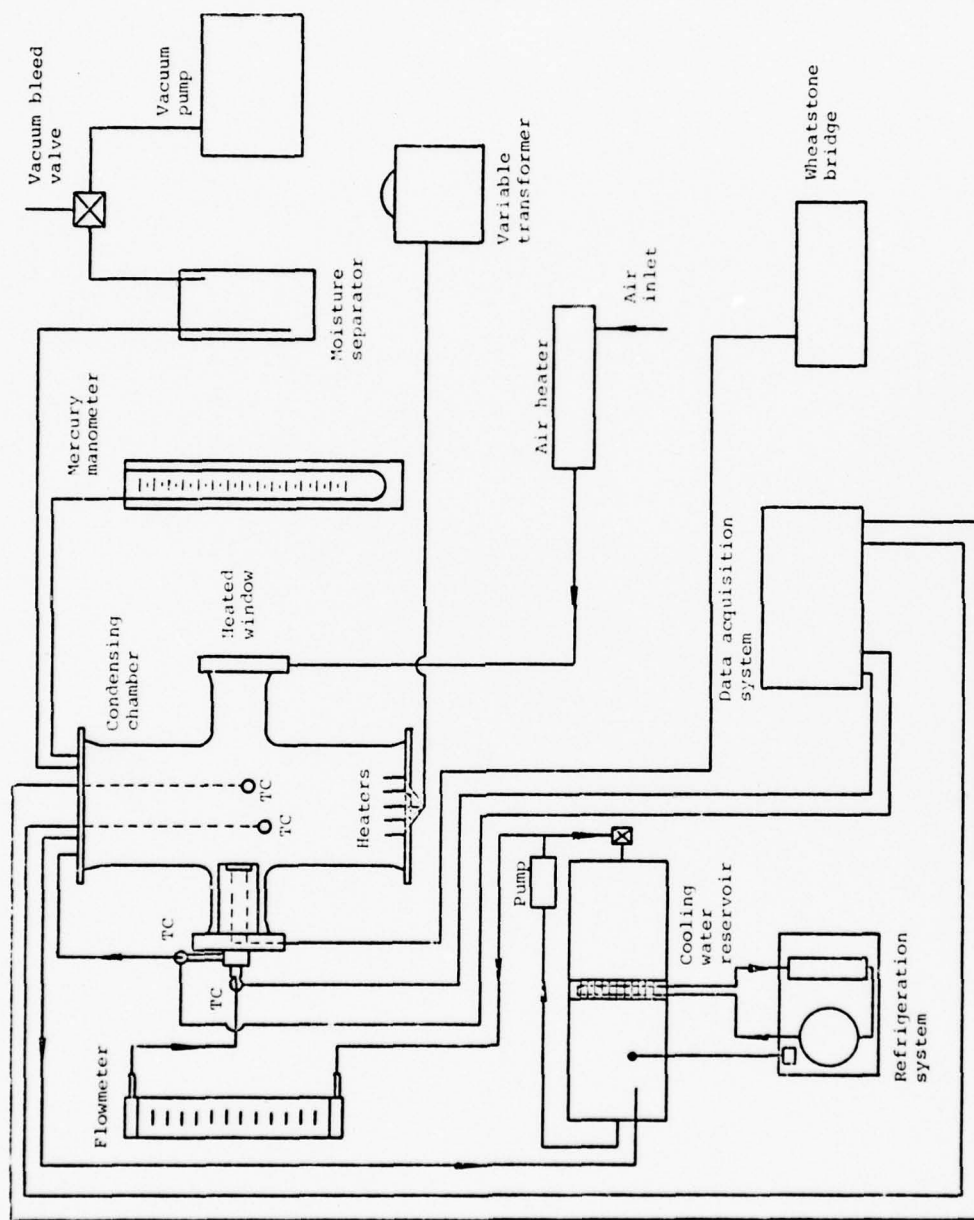 Vacuum bleed
valve
Vacuum
pump
Moisture
separator
Variable
transformer
Wheatstone
bridge
Mercury
manometer
Air heater
Air
inlet
Condensing
chamber
Heated
window
Data acquisition
system
TC
TC
Heaters
TC
TC
Pump
Cooling
water
reservoir
Flowmeter
Refrigeration
system